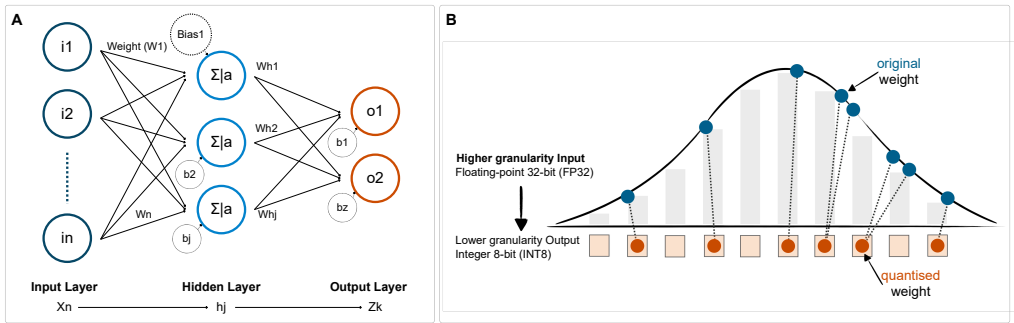 A
i1
i2
in
Weight (W1)
Wn
Bias1
Σ|a
Σ|a
Σ|a
b2
bj
Wh1
Wh2
Whj
o1
o2
b1
bz
Input Layer
Hidden Layer
Output Layer
Xn
hj
Zk
B
original
weight
Higher granularity Input
Floating-point 32-bit (FP32)
Lower granularity Output
Integer 8-bit (INT8)
quantised
weight